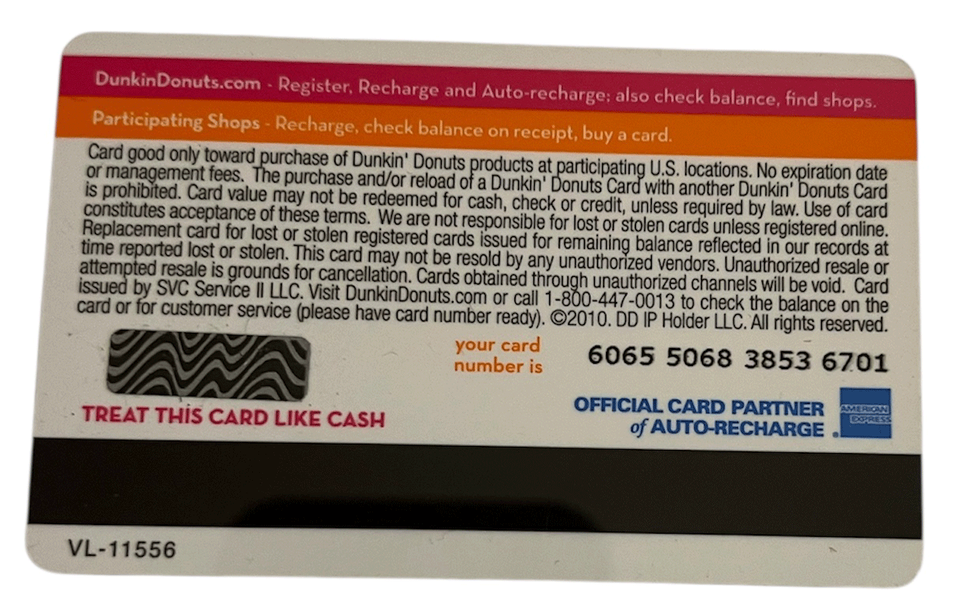 DunkinDonuts.com - Register, Recharge and Auto-recharge; also check balance, find shops.
Participating Shops - Recharge, check balance on receipt, buy a card.
Card good only toward purchase of Dunkin' Donuts products at participating U.S. locations. No expiration date
or management fees. The purchase and/or reload of a Dunkin' Donuts Card with another Dunkin' Donuts Card
is prohibited. Card value may not be redeemed for cash, check or credit, unless required by law. Use of card
constitutes acceptance of these terms. We are not responsible for lost or stolen cards unless registered online.
Replacement card for lost or stolen registered cards issued for remaining balance reflected in our records at
time reported lost or stolen. This card may not be resold by any unauthorized vendors. Unauthorized resale or
attempted resale is grounds for cancellation. Cards obtained through unauthorized channels will be void. Card
issued by SVC Service II LLC. Visit DunkinDonuts.com or call 1-800-447-0013 to check the balance on the
card or for customer service (please have card number ready). ©2010. DD IP Holder LLC. All rights reserved.
your card
number is
6065 5068 3853 6701
TREAT THIS CARD LIKE CASH
OFFICIAL CARD PARTNER
of AUTO-RECHARGE
AMERICAN
EXPRESS
VL-11556